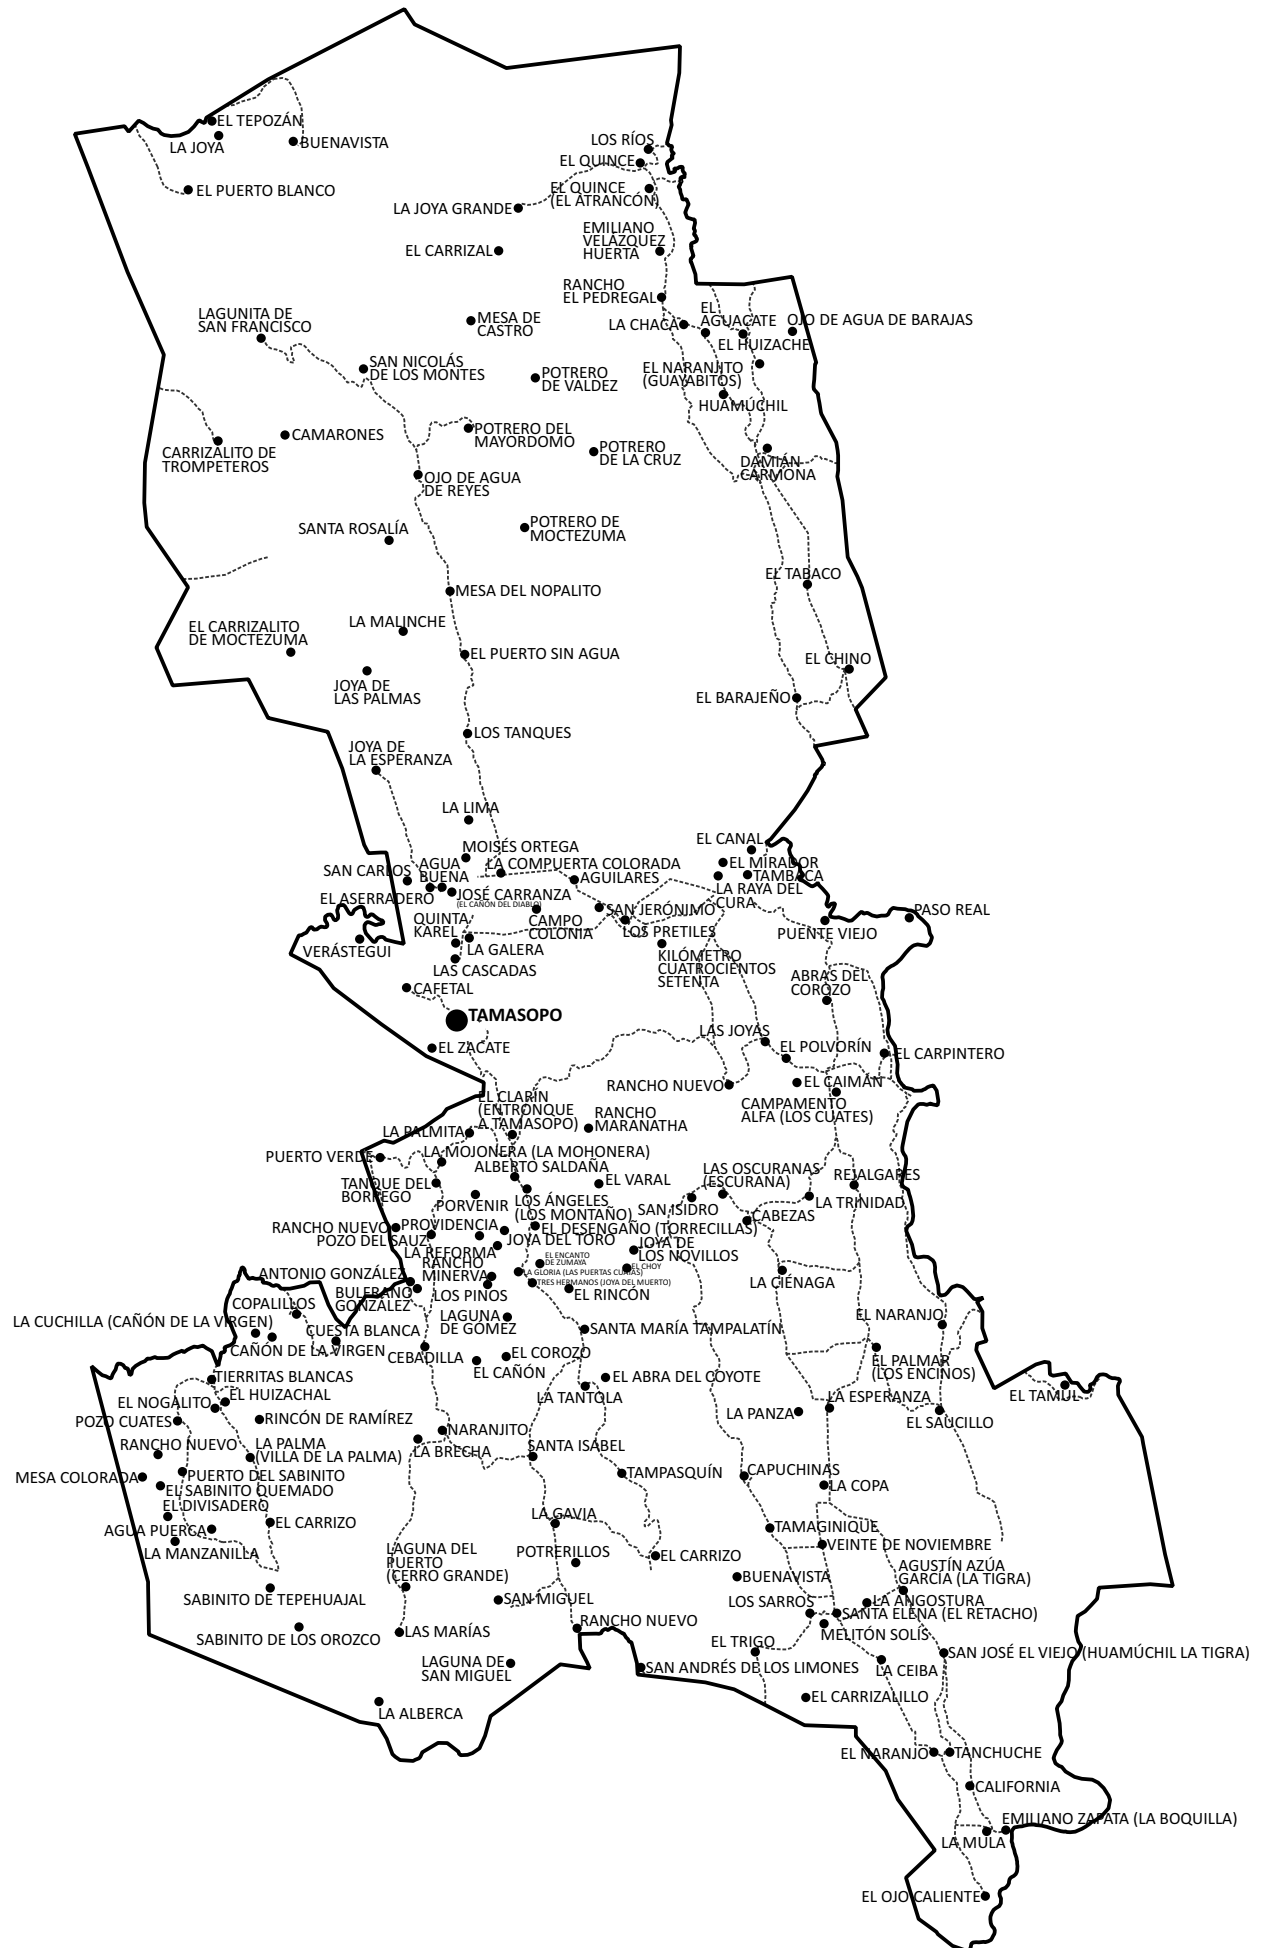 EL TEPOZÁN
LA JOYA
BUENAVISTA
LOS RÍOS
EL QUINCE
EL PUERTO BLANCO
EL QUINCE
(EL ATRANCÓN)
LA JOYA GRANDE
EMILIANO
VELÁZQUEZ
HUERTA
EL CARRIZAL
RANCHO
EL PEDREGAL
LAGUNITA DE
SAN FRANCISCO
MESA DE
CASTRO
LA CHACA
EL
AGUACATE
OJO DE AGUA DE BARAJAS
EL HUIZACHE
SAN NICOLÁS
DE LOS MONTES
POTRERO
DE VALDEZ
EL NARANJITO
(GUAYABITOS)
HUAMÚCHIL
CAMARONES
POTRERO DEL
MAYORDOMO
CARRIZALITO DE
TROMPETEROS
POTRERO
DE LA CRUZ
DAMIÁN
CARMONA
OJO DE AGUA
DE REYES
SANTA ROSALÍA
POTRERO DE
MOCTEZUMA
EL TABACO
MESA DEL NOPALITO
EL CARRIZALITO
DE MOCTEZUMA
LA MALINCHE
EL PUERTO SIN AGUA
EL CHINO
JOYA DE
LAS PALMAS
EL BARAJEÑO
LOS TANQUES
JOYA DE
LA ESPERANZA
LA LIMA
MOISÉS ORTEGA
EL CANAL
SAN CARLOS
AGUA
BUENA
LA COMPUERTA COLORADA
AGUILARES
EL MIRADOR
TAMBACA
LA RAYA DEL
CURA
EL ASERRADERO
JOSÉ CARRANZA
(EL CAÑÓN DEL DIABLO)
SAN JERÓNIMO
PASO REAL
QUINTA
KAREL
CAMPO
COLONIA
LOS PRETILES
PUENTE VIEJO
VERÁSTEGUI
LA GALERA
KILÓMETRO
CUATROCIENTOS
SETENTA
LAS CASCADAS
ABRAS DEL
COROZO
CAFETAL
TAMASOPO
LAS JOYAS
EL ZACATE
EL POLVORÍN
EL CARPINTERO
RANCHO NUEVO
EL CAIMÁN
EL CLARÍN
(ENTRONQUE
A TAMASOPO)
RANCHO
MARANATHA
CAMPAMENTO
ALFA (LOS CUATES)
LA PALMITA
PUERTO VERDE
LA MOJONERA (LA MOHONERA)
ALBERTO SALDAÑA
LAS OSCURANAS
(ESCURANA)
REJALGARES
TANQUE DEL
BORREGO
EL VARAL
PORVENIR
LOS ÁNGELES
(LOS MONTAÑO)
SAN ISIDRO
LA TRINIDAD
CABEZAS
RANCHO NUEVO
PROVIDENCIA
EL DESENGAÑO (TORRECILLAS)
POZO DEL SAUZ
JOYA DEL TORO
JOYA DE
LOS NOVILLOS
LA REFORMA
EL ENCANTO
DE ZUMAYA
EL CHOY
RANCHO
MINERVA
LA GLORIA (LAS PUERTAS CUATAS)
TRES HERMANOS (JOYA DEL MUERTO)
ANTONIO GONZÁLEZ
BULFRANO
GONZÁLEZ
LOS PINOS
EL RINCÓN
LA CIÉNAGA
COPALILLOS
LAGUNA
DE GÓMEZ
EL NARANJO
LA CUCHILLA (CAÑÓN DE LA VIRGEN)
CUESTA BLANCA
SANTA MARÍA TAMPALATÍN
CAÑÓN DE LA VIRGEN
CEBADILLA
EL COROZO
EL CAÑÓN
EL PALMAR
(LOS ENCINOS)
TIERRITAS BLANCAS
EL ABRA DEL COYOTE
EL HUIZACHAL
EL NOGALITO
LA TANTOLA
LA ESPERANZA
EL TAMUL
POZO CUATES
RINCÓN DE RAMÍREZ
LA PANZA
EL SAUCILLO
NARANJITO
RANCHO NUEVO
LA PALMA
(VILLA DE LA PALMA)
LA BRECHA
SANTA ISABEL
MESA COLORADA
PUERTO DEL SABINITO
TAMPASQUÍN
CAPUCHINAS
EL SABINITO QUEMADO
LA COPA
EL DIVISADERO
AGUA PUERCA
EL CARRIZO
LA GAVIA
TAMAGINIQUE
LA MANZANILLA
LAGUNA DEL
PUERTO
(CERRO GRANDE)
POTRERILLOS
EL CARRIZO
VEINTE DE NOVIEMBRE
BUENAVISTA
AGUSTÍN AZÚA
GARCÍA (LA TIGRA)
SABINITO DE TEPEHUAJAL
SAN MIGUEL
LOS SARROS
LA ANGOSTURA
SANTA ELENA (EL RETACHO)
SABINITO DE LOS OROZCO
LAS MARÍAS
RANCHO NUEVO
MELITÓN SOLÍS
EL TRIGO
SAN JOSÉ EL VIEJO (HUAMÚCHIL LA TIGRA)
LAGUNA DE
SAN MIGUEL
SAN ANDRÉS DE LOS LIMONES
LA CEIBA
LA ALBERCA
EL CARRIZALILLO
EL NARANJO
TANCHUCHE
CALIFORNIA
EMILIANO ZAPATA (LA BOQUILLA)
LA MULA
EL OJO CALIENTE